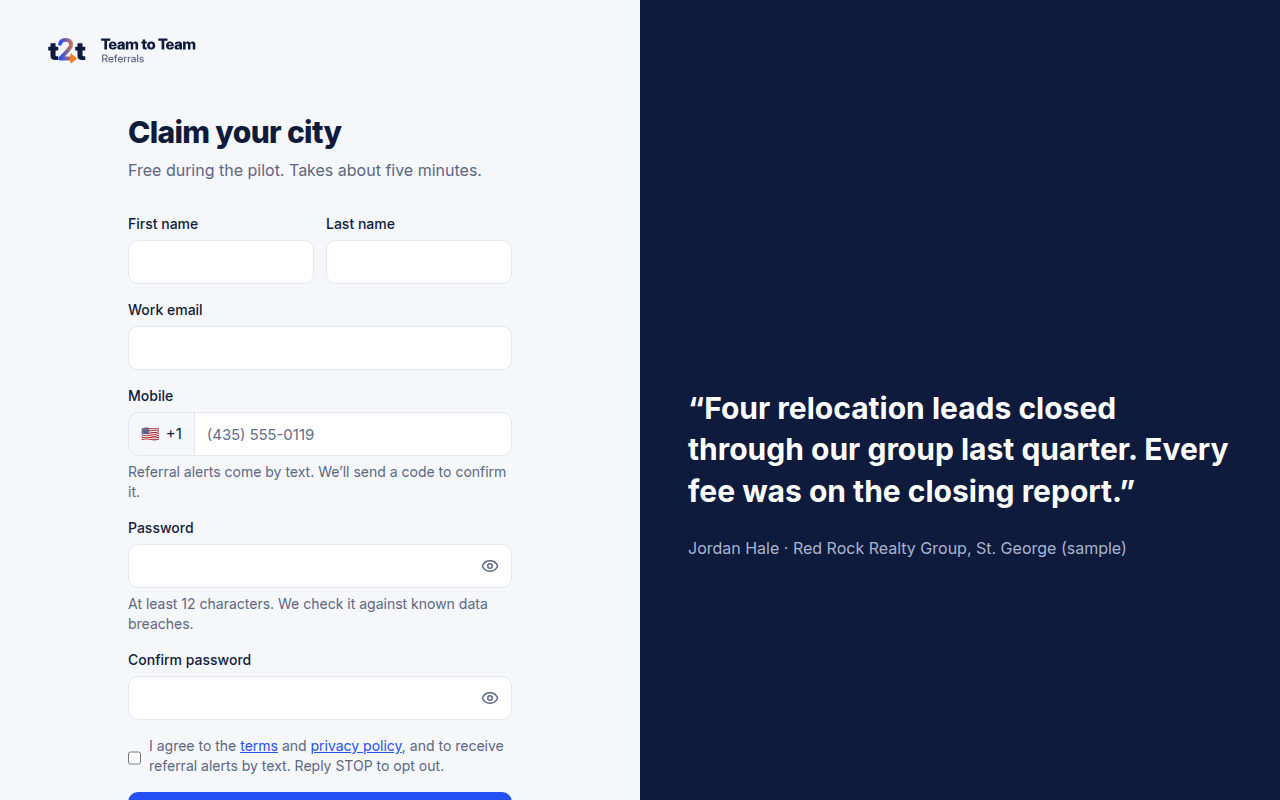 t2t
Team to Team
Referrals
Claim your city
Free during the pilot. Takes about five minutes.
First name
Last name
Work email
Mobile
+1
(435) 555-0119
Referral alerts come by text. We’ll send a code to confirm
it.
Password
At least 12 characters. We check it against known data
breaches.
Confirm password
I agree to the terms and privacy policy, and to receive
referral alerts by text. Reply STOP to opt out.
“Four relocation leads closed
through our group last quarter. Every
fee was on the closing report.”
Jordan Hale · Red Rock Realty Group, St. George (sample)